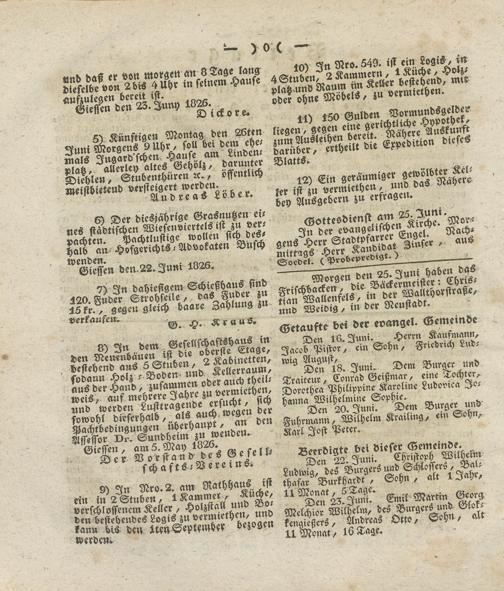 — )o( —
und daß er von morgen an 8 Tage lang
dieselbe von 2 bis 4 Uhr in seinem Hause
aufzulegen bereit ist.
Giessen den 23. Juny 1826.
Dickore.
5) Künftigen Montag den 26ten
Juni Morgens 9 Uhr, soll bei dem ehe-
mals Jugard'schen Hause am Linden-
platz, allerley altes Gehölz, darunter
Diehlen, Stubenthüren ꝛc., öffentlich
meistbietend versteigert werden.
Andreas Löber.
6) Der diesjährige Grasnutzen ei-
nes städtischen Wiesenviertels ist zu ver-
pachten. Pachtlustige wollen sich des-
halb an Hofgerichts-Advokaten Busch
wenden.
Giessen den 22. Juni 1826.
7) In dahiesigem Schießhaus sind
120. Fuder Strohseile, das Fuder zu
15 kr., gegen gleich baare Zahlung zu
verkaufen.
G. H. Kraus.
8) In dem Gesellschaftshaus in
den Neuenbäuen ist die oberste Etage,
bestehend aus 5 Stuben, 2 Kabinetten,
sodann Holz- Boden- und Kellerraum,
aus der Hand, zusammen oder auch theil-
weis, auf mehrere Jahre zu vermiethen,
und werden Lusttragende ersucht, sich
sowohl dieserhalb, als auch wegen der
Pachtbedingungen überhaupt, an den
Assessor Dr. Sundheim zu wenden.
Giessen, am 5. May 1826.
Der Vorstand des Gesell-
schafts-Vereins.
9) In Nro. 2. am Rathhaus ist
ein in 2 Stuben, 1 Kammer, Küche,
verschlossenem Keller, Holzstall und Bo-
den bestehendes Logis zu vermiethen, und
kann bis den 1ten September bezogen
werden.
10) In Nro. 549. ist ein Logis, in
4 Stuben, 2 Kammern, 1 Küche, Holz-
platz und Raum im Keller bestehend, mit
oder ohne Möbels, zu vermiethen.
11) 150 Gulden Vormundsgelder
liegen, gegen eine gerichtliche Hypothek,
zum Ausleihen bereit. Nähere Auskunft
darüber, ertheilt die Expedition dieses
Blatts.
12) Ein geräumiger gewölbter Kel-
ler ist zu vermiethen, und das Nähere
bey Ausgebern zu erfragen.
Gottesdienst am 25. Juni.
In der evangelischen Kirche. Mor-
gens Herr Stadtpfarrer Engel. Nach-
mittags Herr Kandidat Zinser, aus
Soedel. (Probepredigt.)
Morgen den 25. Juni haben das
Frischbacken, die Bäckermeister: Chris-
tian Wallenfels, in der Wallthorstraße,
und Weidig, in der Neustadt.
Getaufte bei der evangel. Gemeinde
Den 16. Juni. Herrn Kaufmann,
Jacob Pistor, ein Sohn, Friedrich Lud-
wig August.
Den 18. Juni. Dem Burger und
Traiteur, Conrad Geißmar, eine Tochter,
Dorothea Philippine Karoline Ludovica Jo-
hanna Wilhelmine Sophie.
Den 20. Juni. Dem Burger und
Fuhrmann, Wilhelm Krailing, ein Sohn,
Karl Jost Peter.
Beerdigte bei dieser Gemeinde.
Den 22. Juni. Christoph Wilhelm
Ludwig, des Burgers und Schlossers, Bal-
thasar Burkhardt, Sohn, alt 1 Jahr,
11 Monat, 5 Tage.
Den 23. Juni. Emil Martin Georg
Melchior Wilhelm, des Burgers und Glok-
kengießers, Andreas Otto, Sohn, alt
11 Monat, 16 Tage.